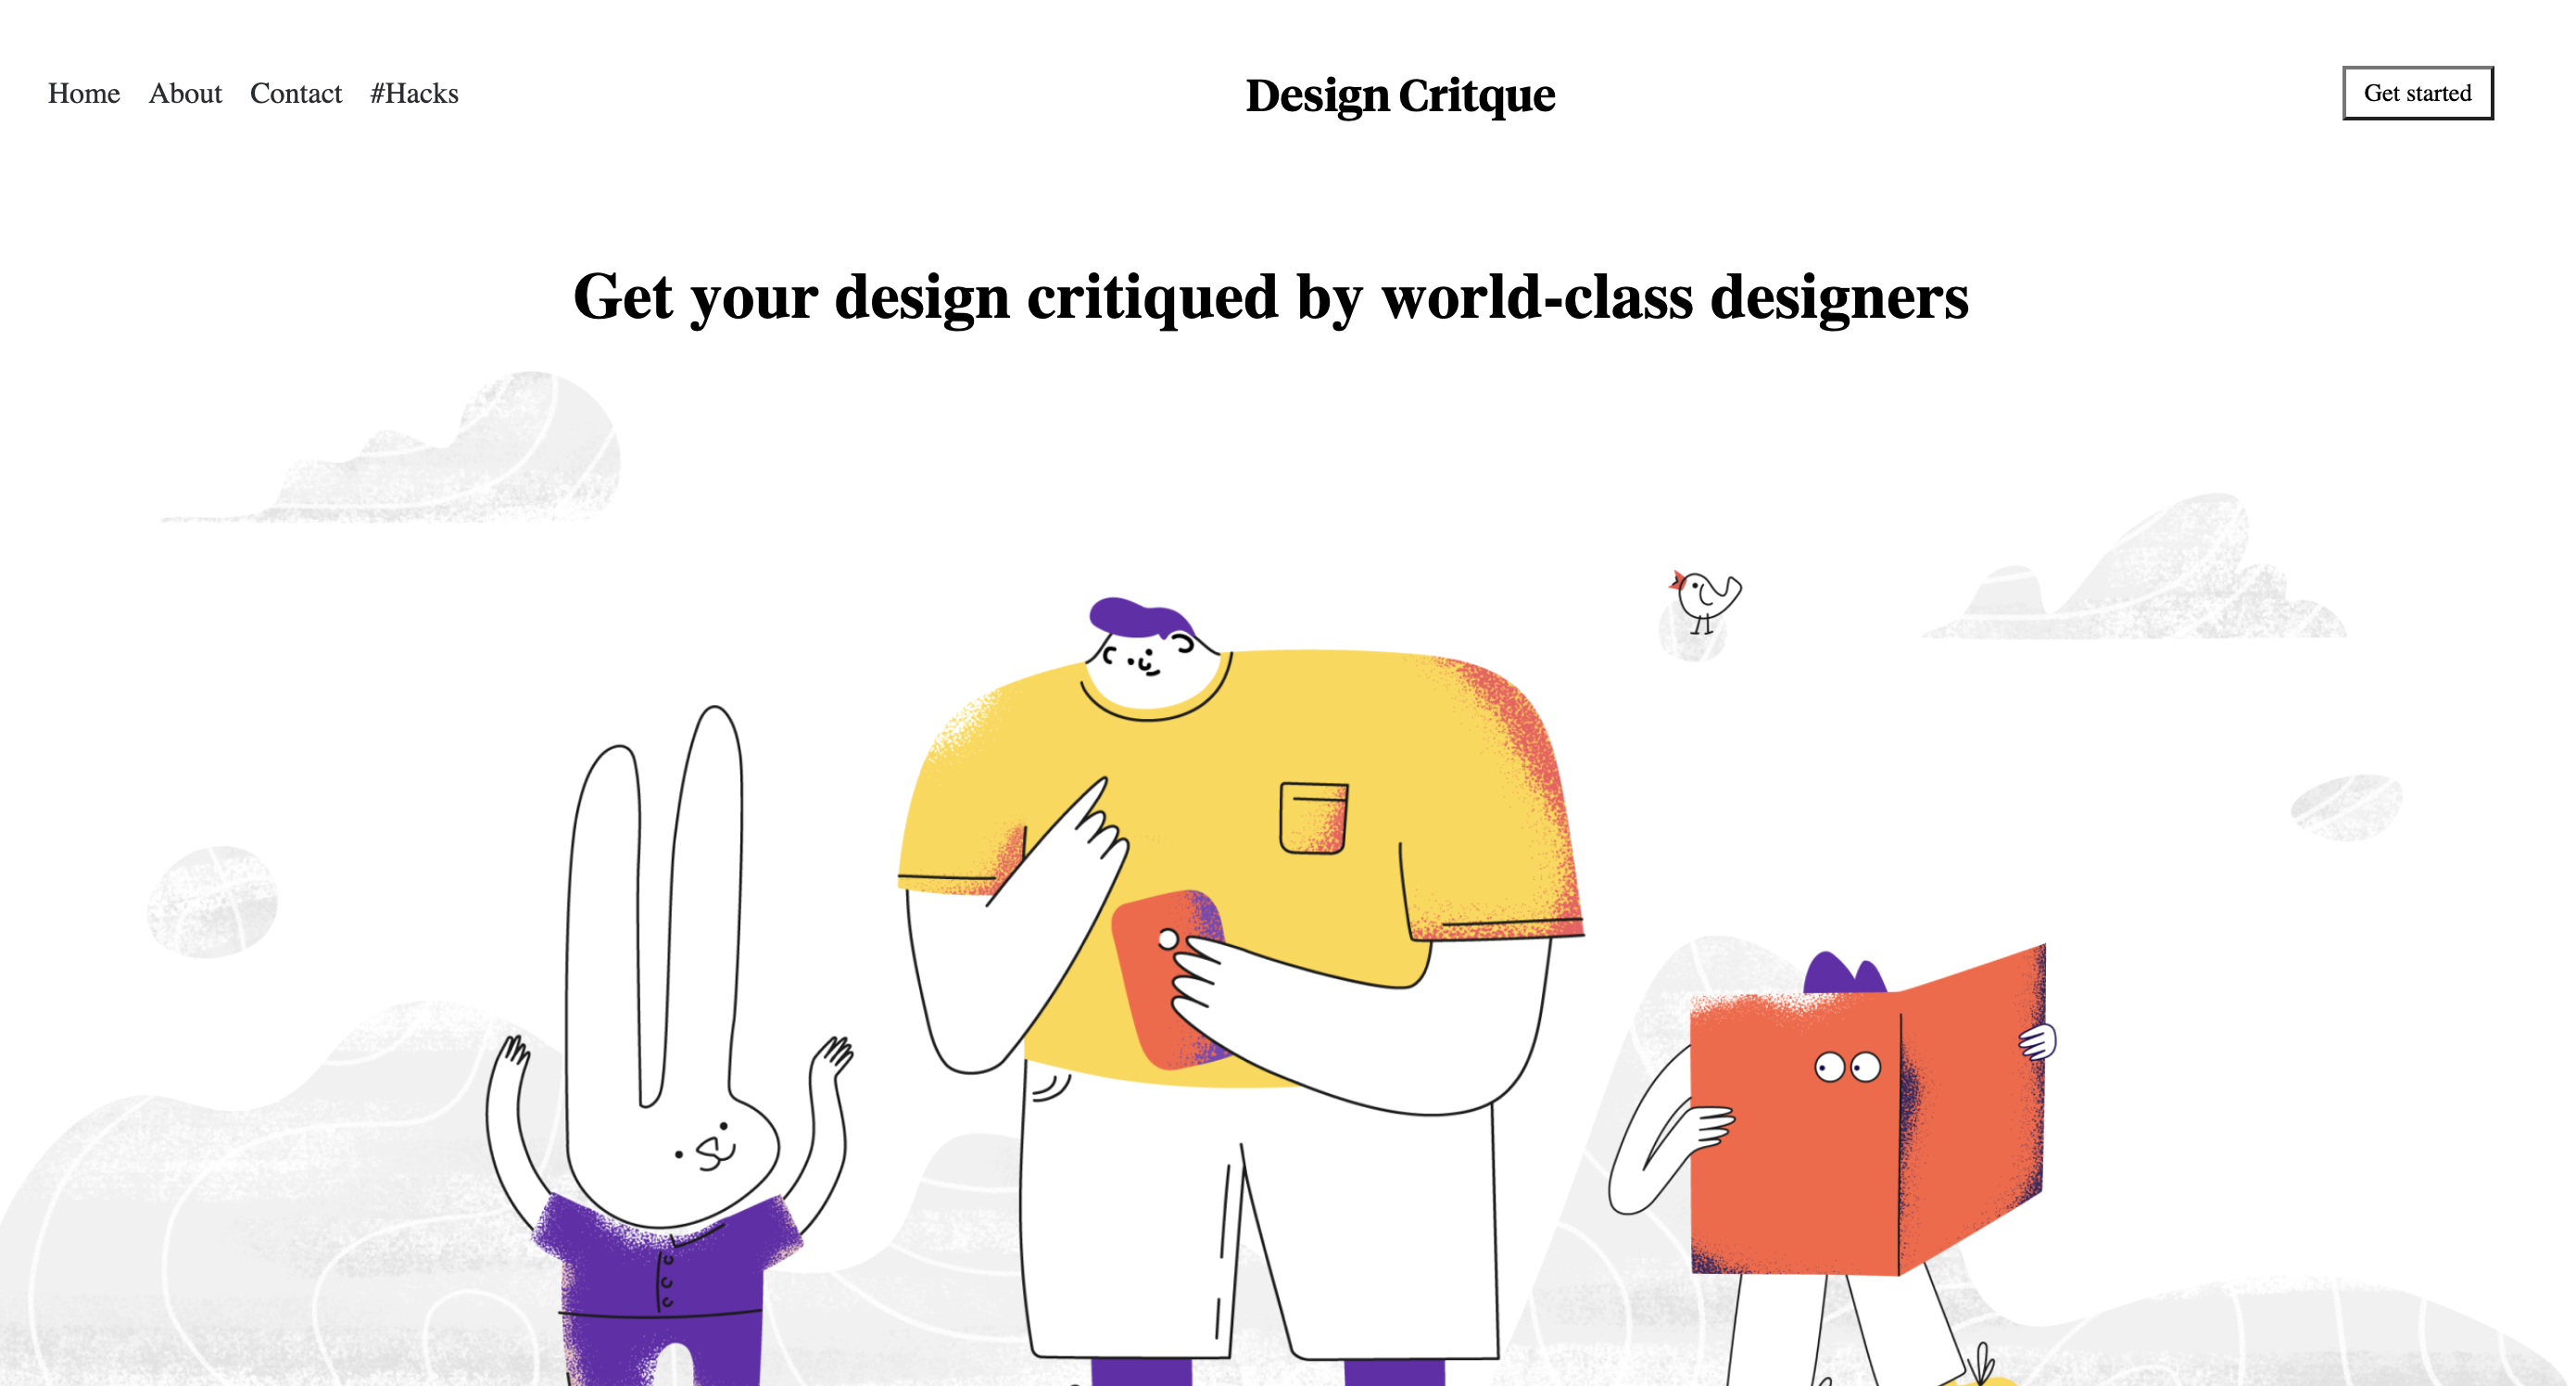 Home About Contact #Hacks
Design Critque
Get started
Get your design critiqued by world-class designers